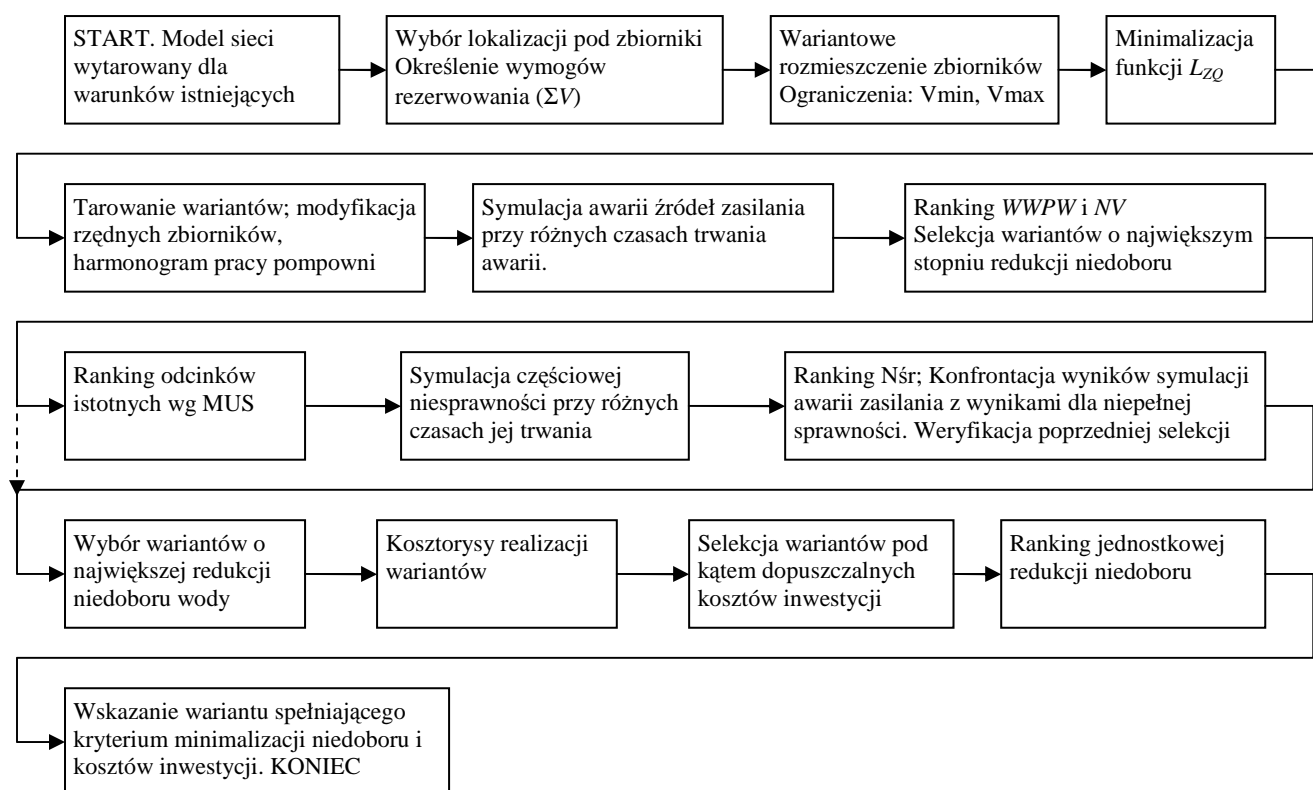 START. Model sieci
wytarowany dla
warunków istniejących
Wybór lokalizacji pod zbiorniki
Określenie wymogów
rezerwowania (ΣV)
Wariantowe
rozmieszczenie zbiorników
Ograniczenia: Vmin, Vmax
Minimalizacja
funkcji LZQ
Tarowanie wariantów; modyfikacja
rzędnych zbiorników,
harmonogram pracy pompowni
Symulacja awarii źródeł zasilania
przy różnych czasach trwania
awarii.
Ranking WWPW i NV
Selekcja wariantów o największym
stopniu redukcji niedoboru
Ranking odcinków
istotnych wg MUS
Symulacja częściowej
niesprawności przy różnych
czasach jej trwania
Ranking Nśr; Konfrontacja wyników symulacji
awarii zasilania z wynikami dla niepełnej
sprawności. Weryfikacja poprzedniej selekcji
Wybór wariantów o
największej redukcji
niedoboru wody
Kosztorysy realizacji
wariantów
Selekcja wariantów pod
kątem dopuszczalnych
kosztów inwestycji
Ranking jednostkowej
redukcji niedoboru
Wskazanie wariantu spełniającego
kryterium minimalizacji niedoboru i
kosztów inwestycji. KONIEC